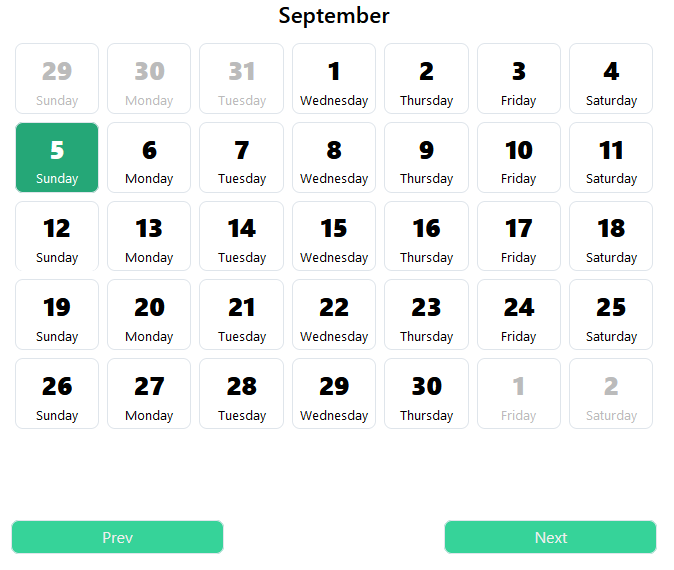 September
29 30 31 1 2 3 4
Sunday Monday Tuesday Wednesday Thursday Friday Saturday
5 6 7 8 9 10 11
Sunday Monday Tuesday Wednesday Thursday Friday Saturday
12 13 14 15 16 17 18
Sunday Monday Tuesday Wednesday Thursday Friday Saturday
19 20 21 22 23 24 25
Sunday Monday Tuesday Wednesday Thursday Friday Saturday
26 27 28 29 30 1 2
Sunday Monday Tuesday Wednesday Thursday Friday Saturday
Prev Next